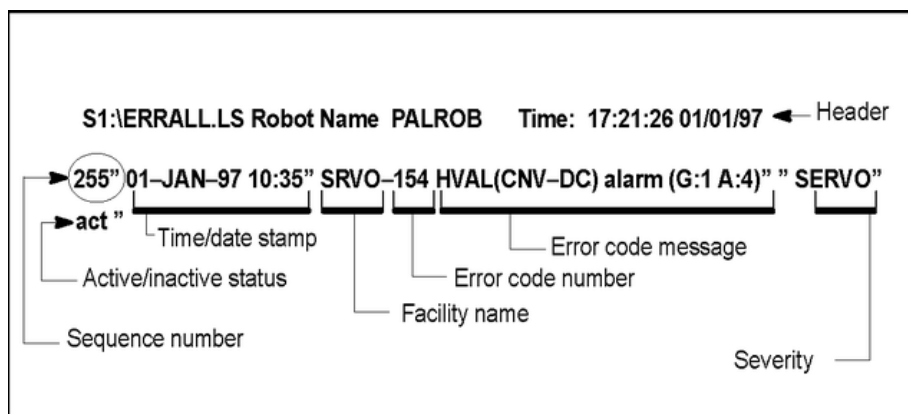 S1:\ERRALL.LS Robot Name PALROB Time: 17:21:26 01/01/97 Header
255” 01–JAN–97 10:35” SRVO–154 HVAL(CNV–DC) alarm (G:1 A:4)” ” SERVO”
act ”
Time/date stamp
Error code message
Active/inactive status
Error code number
Facility name
Sequence number
Severity